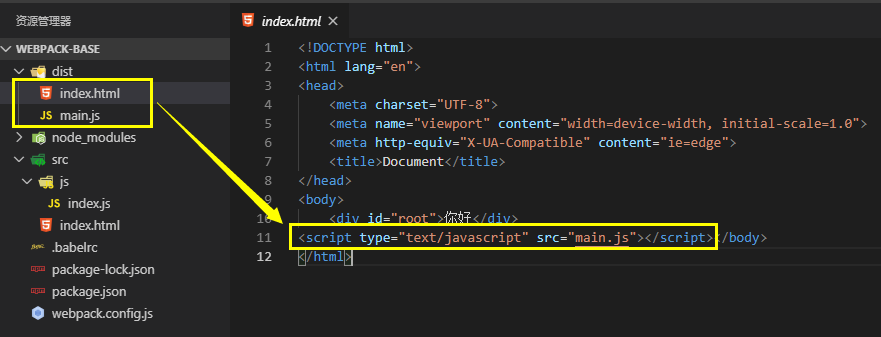 资源管理器
WEBPACK-BASE
dist
index.html
JS main.js
node_modules
src
js
JS index.js
index.html
.babelrc
package-lock.json
package.json
webpack.config.js
index.html ×
1 <!DOCTYPE html>
2 <html lang="en">
3 <head>
4 <meta charset="UTF-8">
5 <meta name="viewport" content="width=device-width, initial-scale=1.0">
6 <meta http-equiv="X-UA-Compatible" content="ie=edge">
7 <title>Document</title>
8 </head>
9 <body>
10 <div id="root">你好</div>
11 <script type="text/javascript" src="main.js"></script></body>
12 </html>